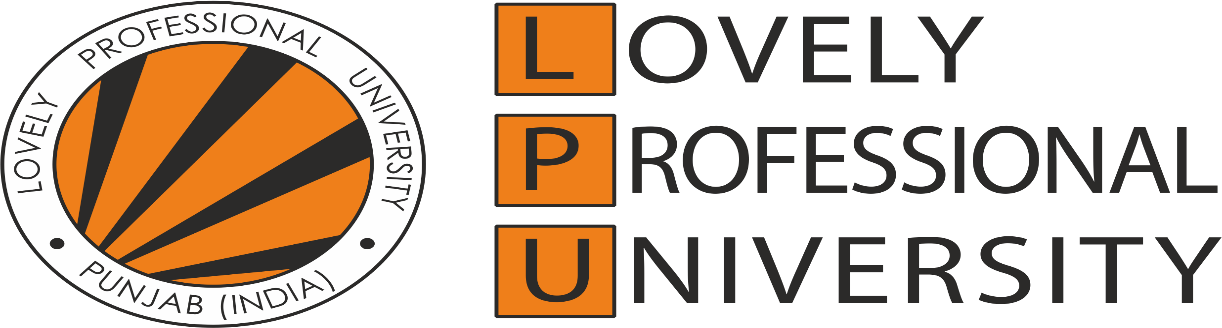 LOVELY PROFESSIONAL UNIVERSITY
PUNJAB (INDIA)
LOVELY
PROFESSIONAL
UNIVERSITY